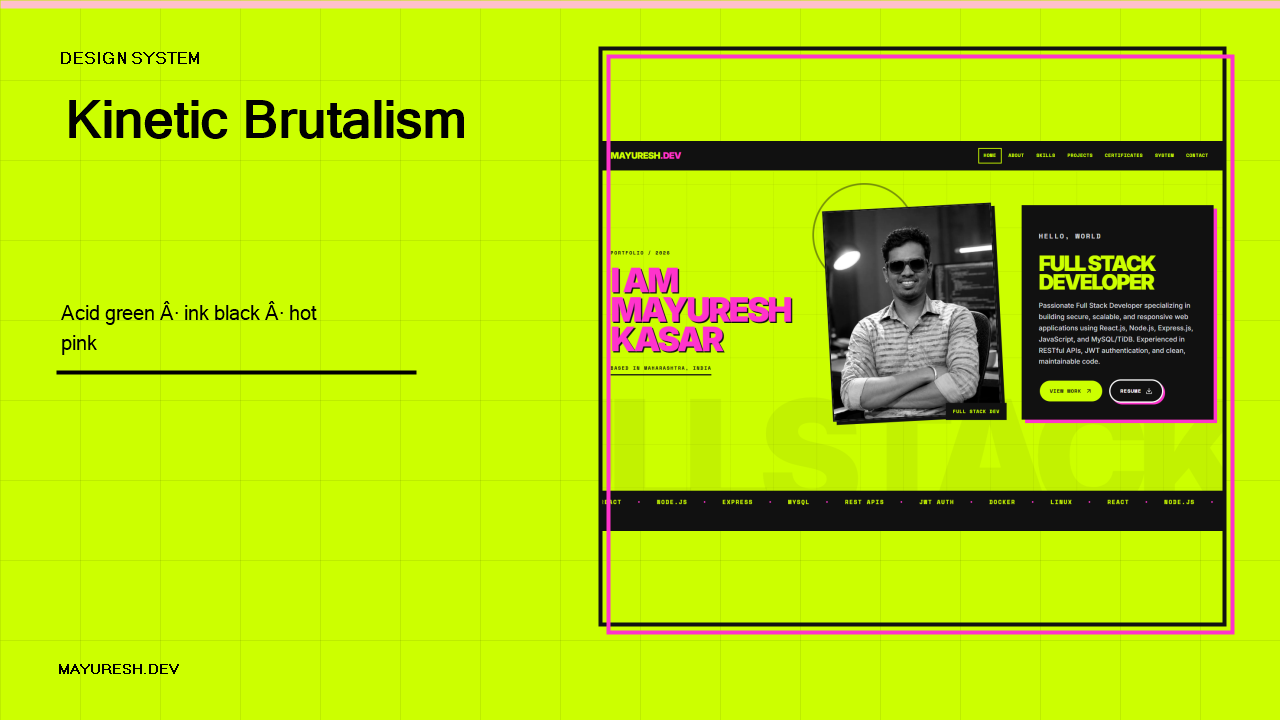 DESIGN SYSTEM
Kinetic Brutalism
Acid green Â· ink black Â· hot
pink
MAYURESH.DEV
MAYURESH.DEV
HOME ABOUT SKILLS PROJECTS CERTIFICATES SYSTEM CONTACT
PORTFOLIO / 2026
I AM
MAYURESH
KASAR
BASED IN MAHARASHTRA, INDIA
FULL STACK DEV
HELLO, WORLD
FULL STACK
DEVELOPER
Passionate Full Stack Developer specializing in
building secure, scalable, and responsive web
applications using React.js, Node.js, Express.js,
JavaScript, and MySQL/TiDB. Experienced in
RESTful APIs, JWT authentication, and clean,
maintainable code.
VIEW WORK ↗ RESUME
LLSTACK
EACT • NODE.JS • EXPRESS • MYSQL • REST APIS • JWT AUTH • DOCKER • LINUX • REACT • NODE.JS •